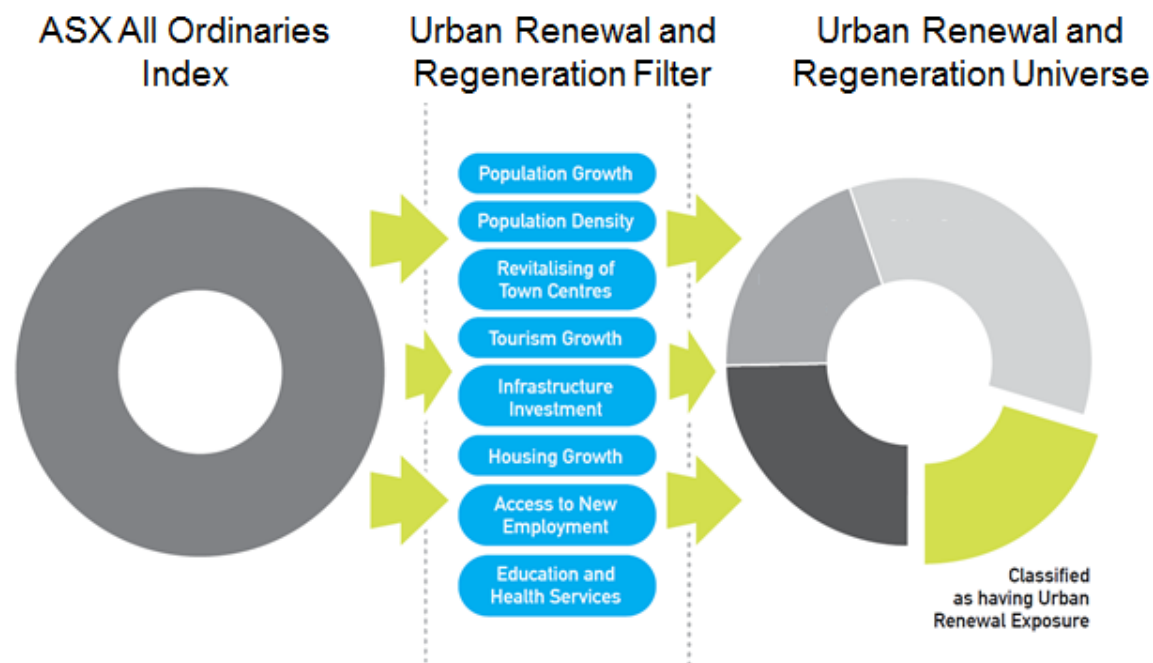 ASX All Ordinaries
Index
Urban Renewal and
Regeneration Filter
Urban Renewal and
Regeneration Universe
Population Growth
Population Density
Revitalising of
Town Centres
Tourism Growth
Infrastructure
Investment
Housing Growth
Access to New
Employment
Education and
Health Services
Classified
as having Urban
Renewal Exposure